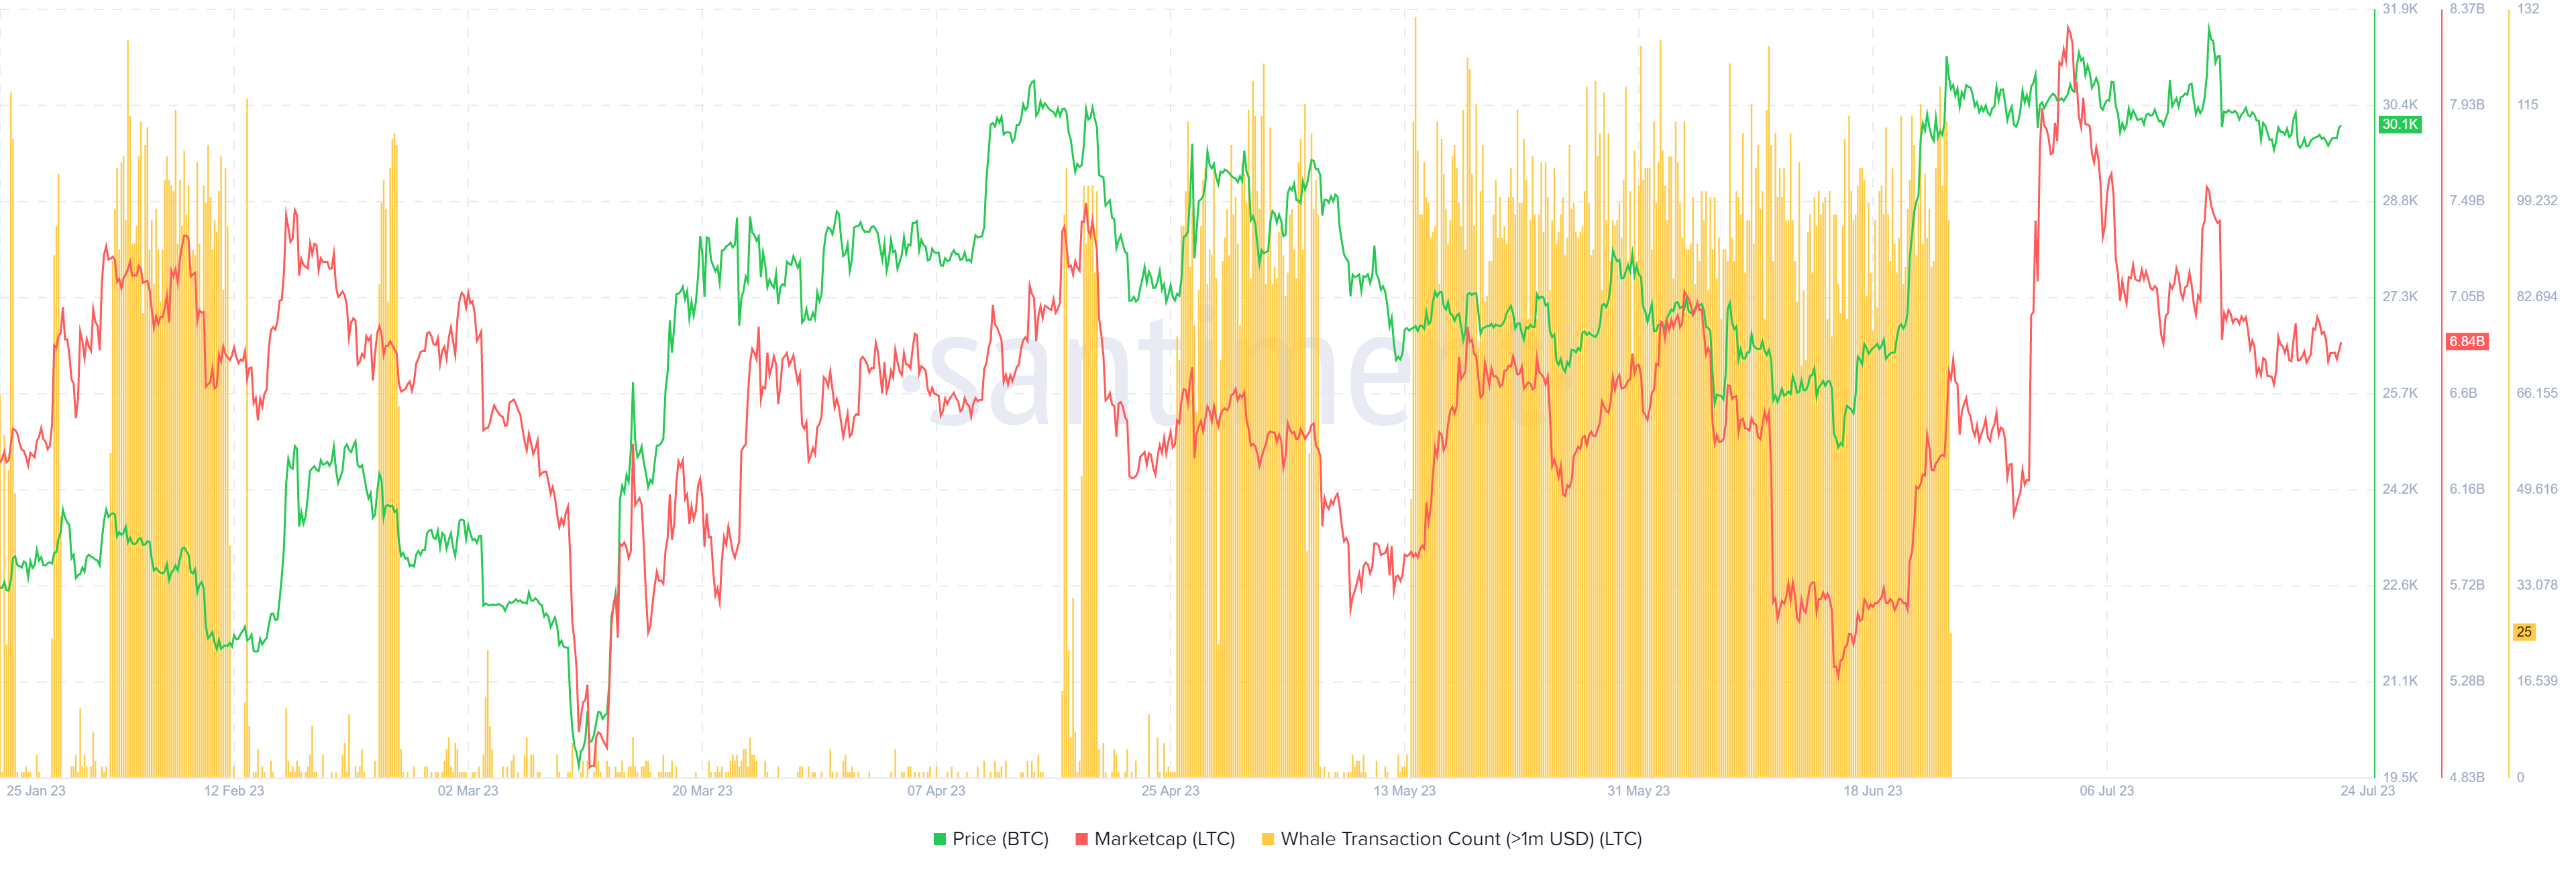 31.9K 8.37B 132
30.4K 7.93B 115
30.1K
28.8K 7.49B 99.232
27.3K 7.05B 82.694
6.84B
·santiment·
25.7K 6.6B 66.155
24.2K 6.16B 49.616
22.6K 5.72B 33.078
25
21.1K 5.28B 16.539
19.5K 4.83B 0
25 Jan 23 12 Feb 23 02 Mar 23 20 Mar 23 07 Apr 23 25 Apr 23 13 May 23 31 May 23 18 Jun 23 06 Jul 23 24 Jul 23
Price (BTC) Marketcap (LTC) Whale Transaction Count (>1m USD) (LTC)